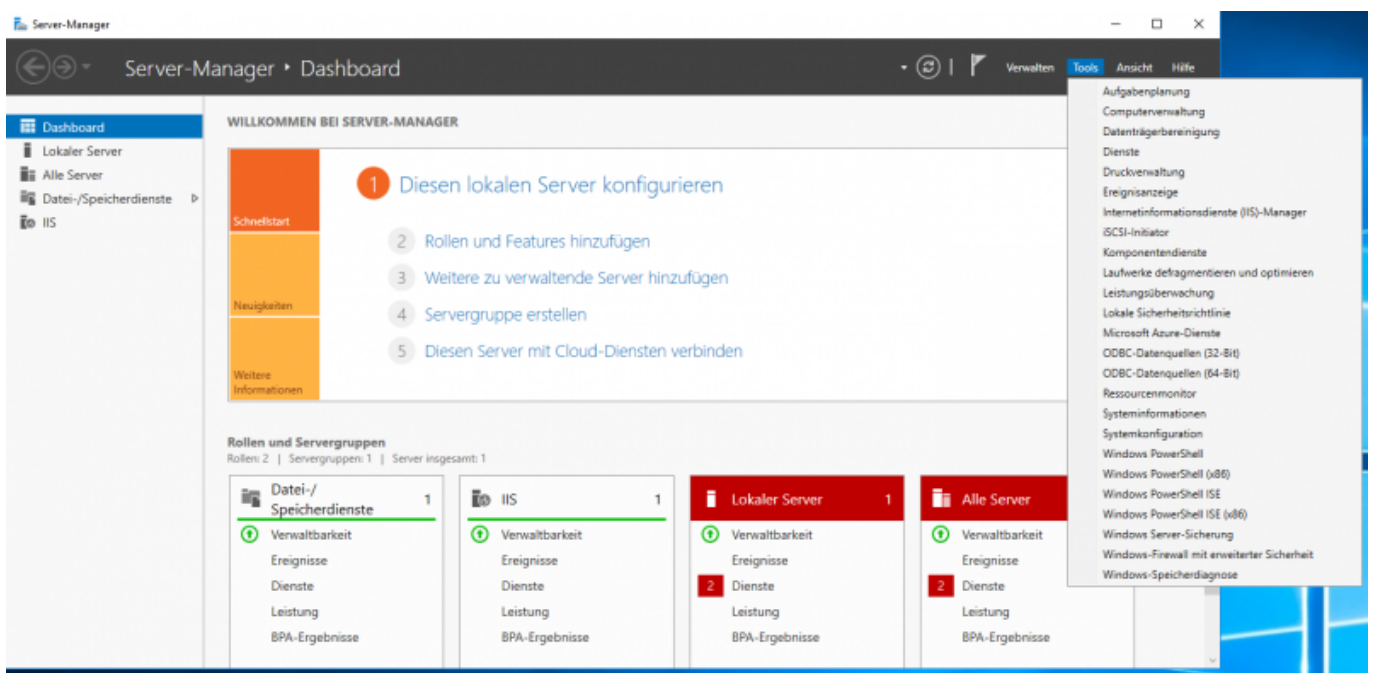 Server-Manager
Server-Manager • Dashboard
Verwalten Tools Ansicht Hilfe
Dashboard
Lokaler Server
Alle Server
Datei-/Speicherdienste
IIS
WILLKOMMEN BEI SERVER-MANAGER
Schnellstart
Neuigkeiten
Weitere
Informationen
1 Diesen lokalen Server konfigurieren
2 Rollen und Features hinzufügen
3 Weitere zu verwaltende Server hinzufügen
4 Servergruppe erstellen
5 Diesen Server mit Cloud-Diensten verbinden
Rollen und Servergruppen
Rollen: 2 | Servergruppen: 1 | Server insgesamt: 1
Datei-/
Speicherdienste 1
Verwaltbarkeit
Ereignisse
Dienste
Leistung
BPA-Ergebnisse
IIS 1
Verwaltbarkeit
Ereignisse
Dienste
Leistung
BPA-Ergebnisse
Lokaler Server 1
Verwaltbarkeit
Ereignisse
2 Dienste
Leistung
BPA-Ergebnisse
Alle Server
Verwaltbarkeit
Ereignisse
2 Dienste
Leistung
BPA-Ergebnisse
Aufgabenplanung
Computerverwaltung
Datenträgerbereinigung
Dienste
Druckverwaltung
Ereignisanzeige
Internetinformationsdienste (IIS)-Manager
iSCSI-Initiator
Komponentendienste
Laufwerke defragmentieren und optimieren
Leistungsüberwachung
Lokale Sicherheitsrichtlinie
Microsoft Azure-Dienste
ODBC-Datenquellen (32-Bit)
ODBC-Datenquellen (64-Bit)
Ressourcenmonitor
Systeminformationen
Systemkonfiguration
Windows PowerShell
Windows PowerShell (x86)
Windows PowerShell ISE
Windows PowerShell ISE (x86)
Windows Server-Sicherung
Windows-Firewall mit erweiterter Sicherheit
Windows-Speicherdiagnose